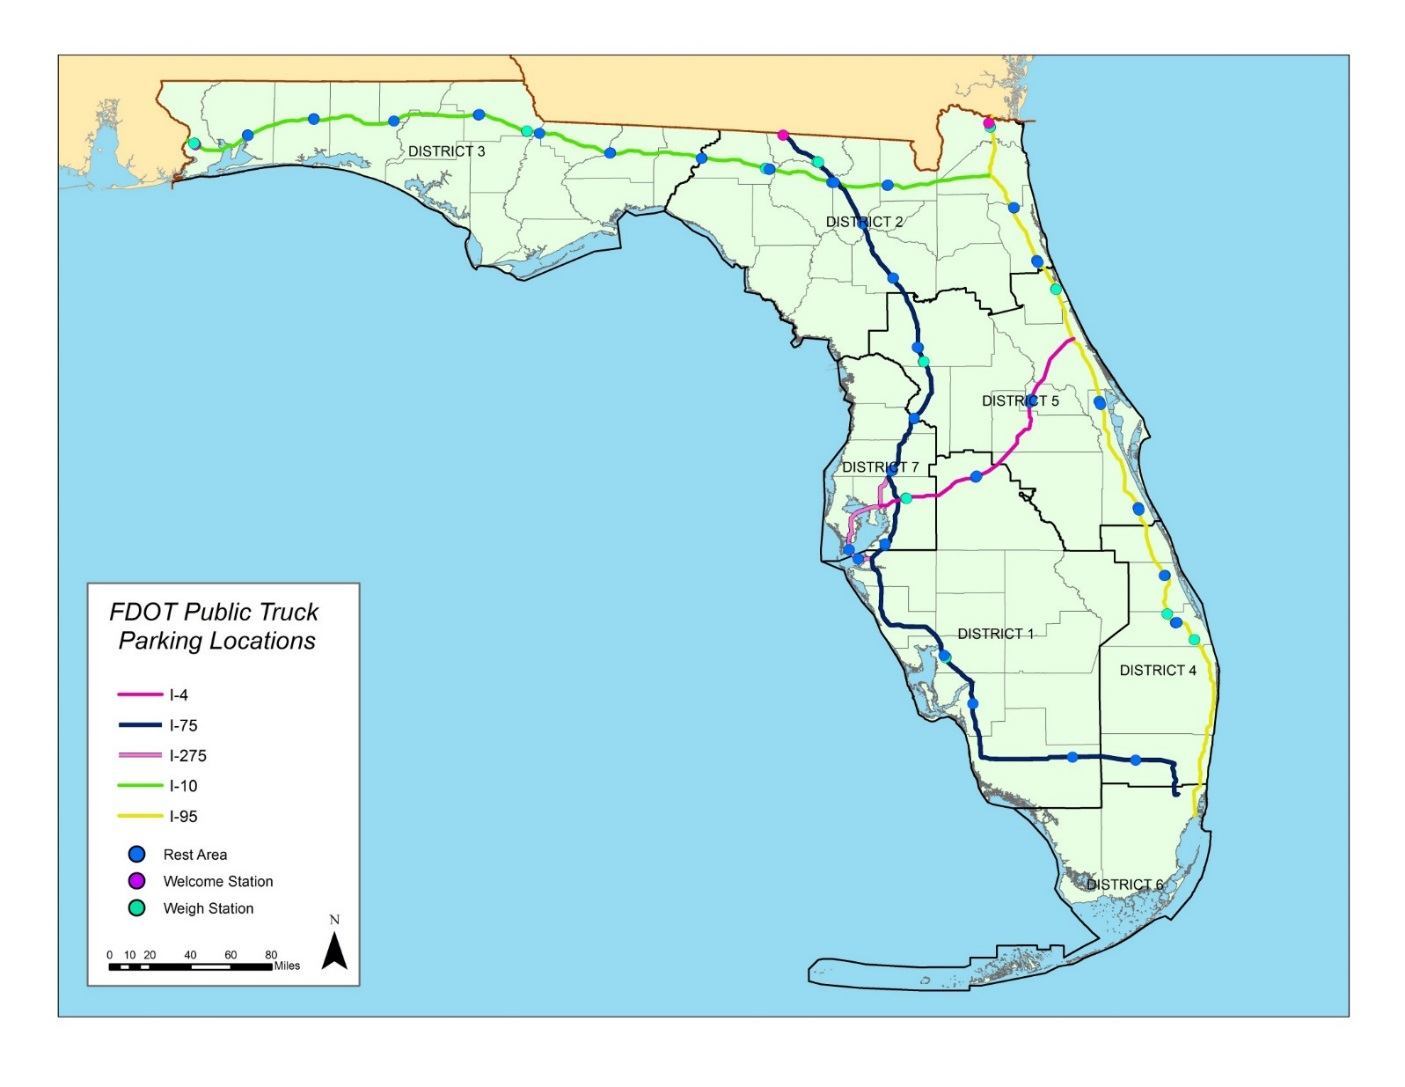 DISTRICT 3
DISTRICT 2
DISTRICT 5
DISTRICT 7
DISTRICT 1
DISTRICT 4
DISTRICT 6
FDOT Public Truck
Parking Locations
I-4
I-75
I-275
I-10
I-95
Rest Area
Welcome Station
Weigh Station
N
0 10 20 40 60 80
Miles